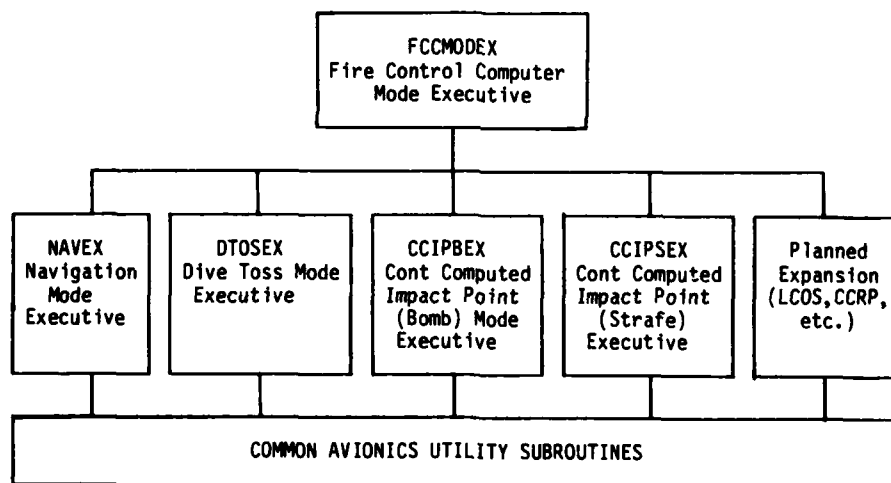 FCCMODEX
Fire Control Computer
Mode Executive
NAVEX
Navigation
Mode
Executive
DTOSEX
Dive Toss Mode
Executive
CCIPBEX
Cont Computed
Impact Point
(Bomb) Mode
Executive
CCIPSEX
Cont Computed
Impact Point
(Strafe)
Executive
Planned
Expansion
(LCOS,CCRP,
etc.)
COMMON AVIONICS UTILITY SUBROUTINES